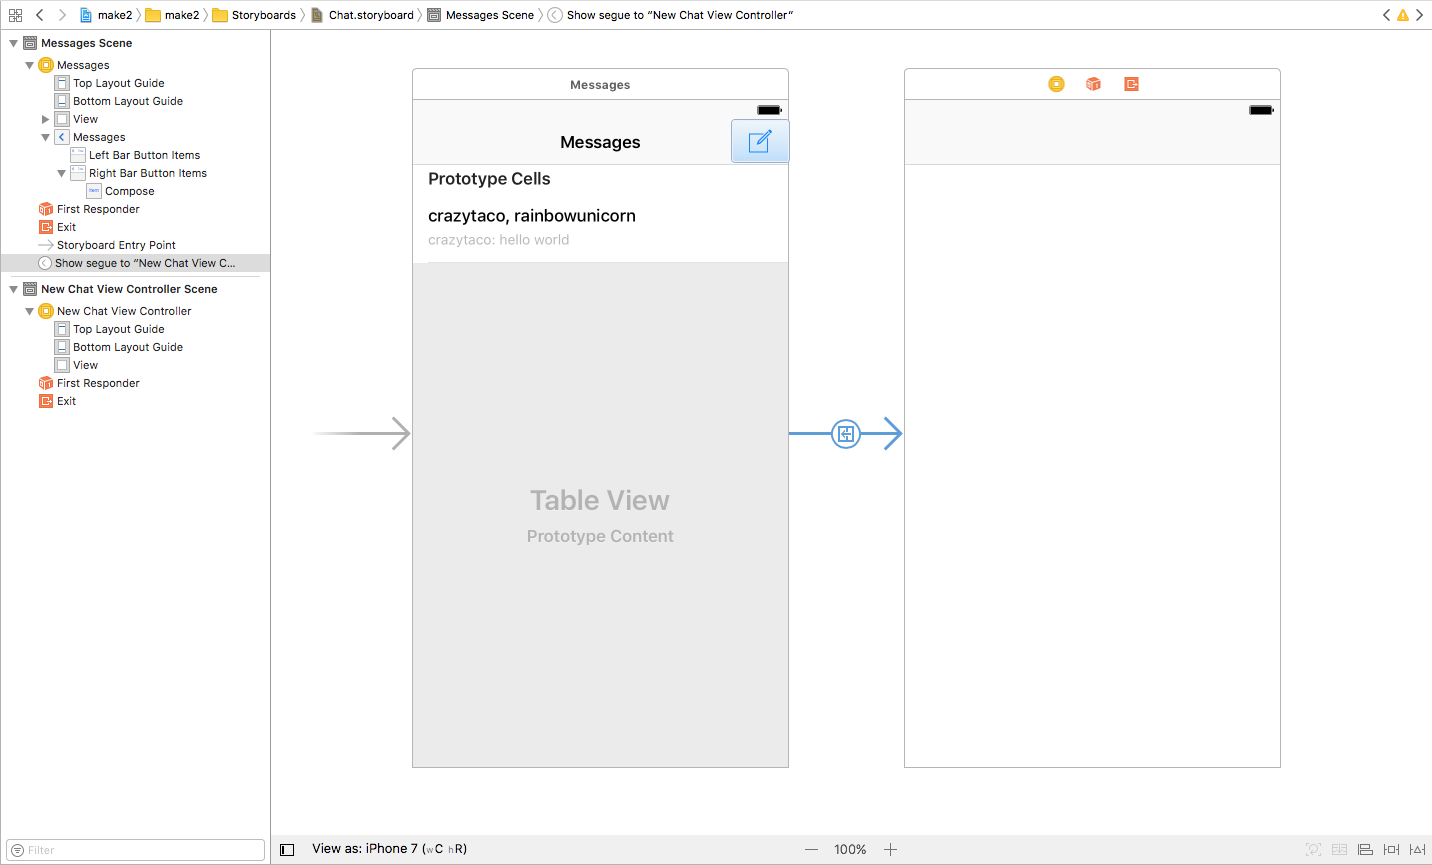 make2 make2 Storyboards Chat.storyboard Messages Scene Show segue to “New Chat View Controller”
Messages Scene
Messages
Top Layout Guide
Bottom Layout Guide
View
Messages
Left Bar Button Items
Right Bar Button Items
Compose
First Responder
Exit
Storyboard Entry Point
Show segue to “New Chat View C...
New Chat View Controller Scene
New Chat View Controller
Top Layout Guide
Bottom Layout Guide
View
First Responder
Exit
Filter
Messages
Messages
Prototype Cells
crazytaco, rainbowunicorn
crazytaco: hello world
Table View
Prototype Content
View as: iPhone 7 (wC hR)
100%